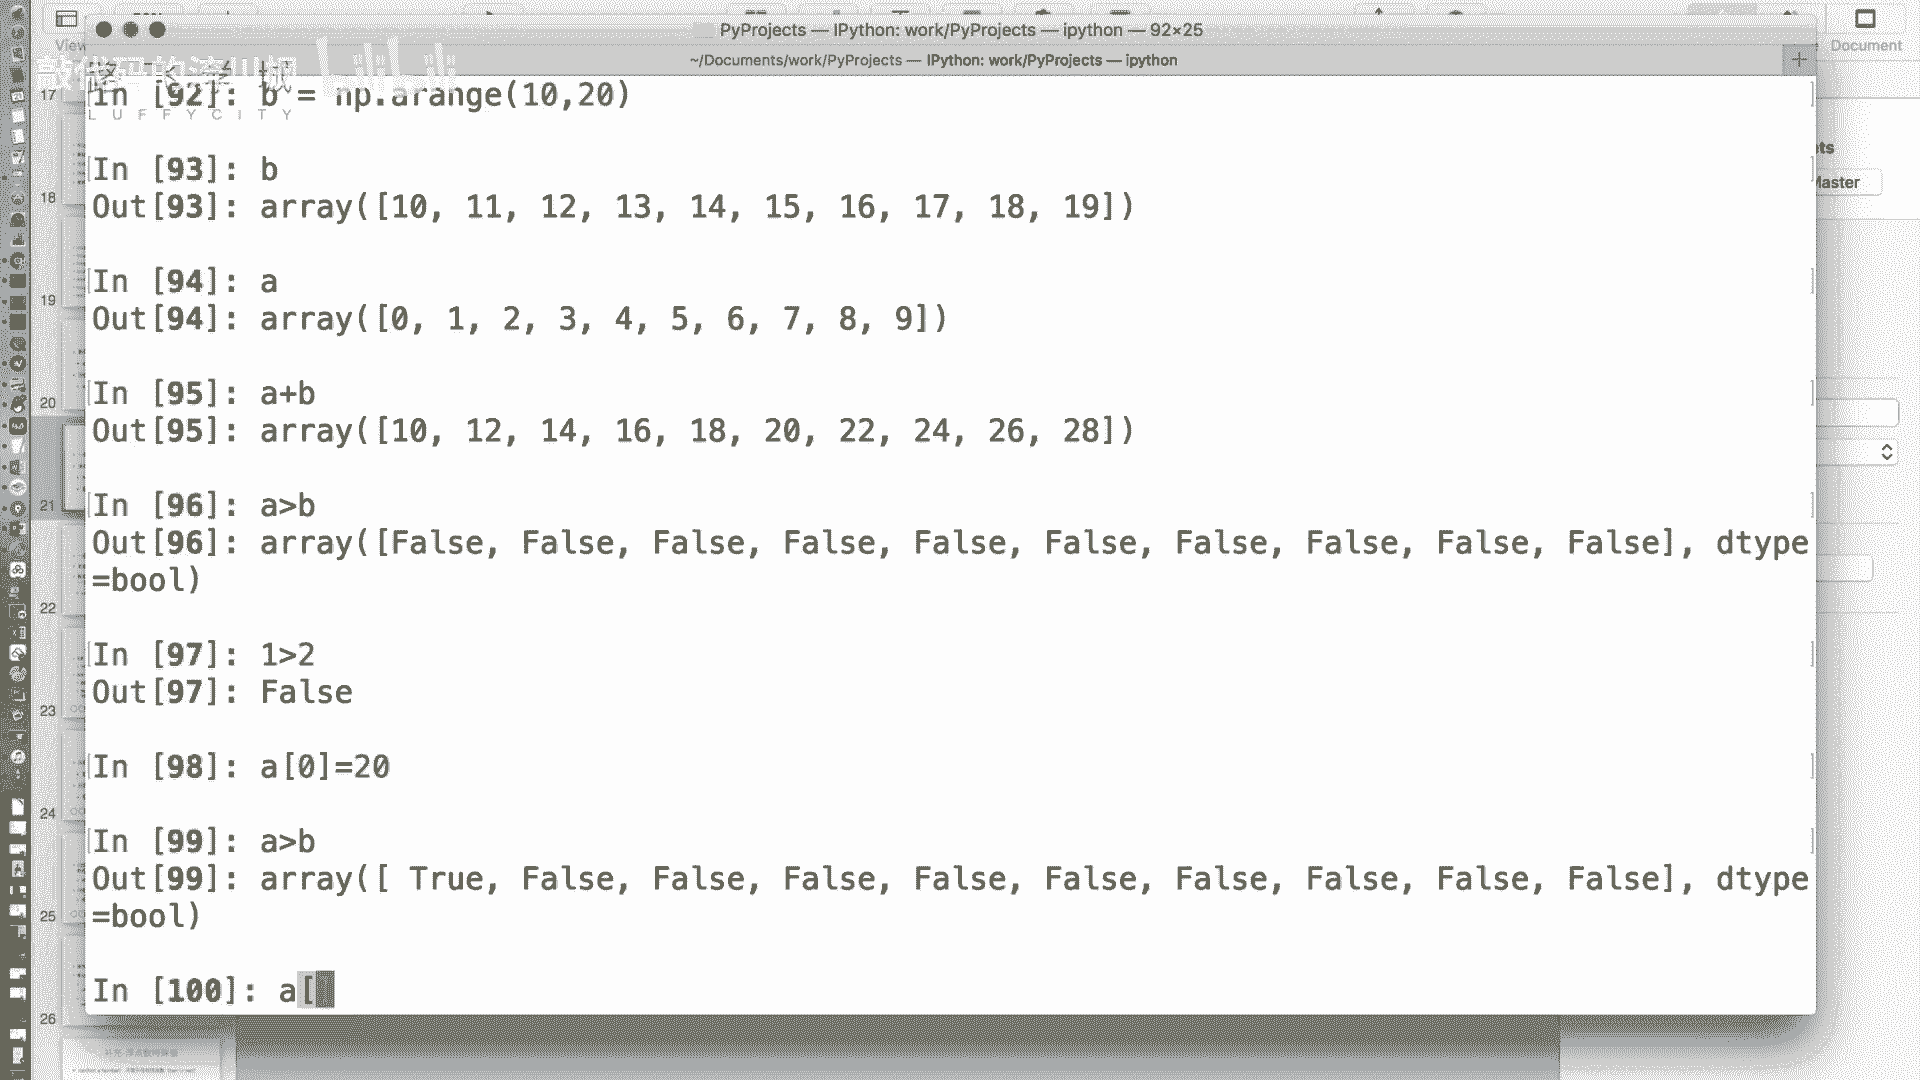 PyProjects — IPython: work/PyProjects — ipython — 92×25
View
Document
~/Documents/work/PyProjects — IPython: work/PyProjects — ipython
LUFFYCITY
In [92]: b = np.arange(10,20)
In [93]: b
Out[93]: array([10, 11, 12, 13, 14, 15, 16, 17, 18, 19])
In [94]: a
Out[94]: array([0, 1, 2, 3, 4, 5, 6, 7, 8, 9])
In [95]: a+b
Out[95]: array([10, 12, 14, 16, 18, 20, 22, 24, 26, 28])
In [96]: a>b
Out[96]: array([False, False, False, False, False, False, False, False, False, False], dtype
=bool)
In [97]: 1>2
Out[97]: False
In [98]: a[0]=20
In [99]: a>b
Out[99]: array([ True, False, False, False, False, False, False, False, False, False], dtype
=bool)
In [100]: a[
17
18
19
20
21
22
23
24
25
26
Master